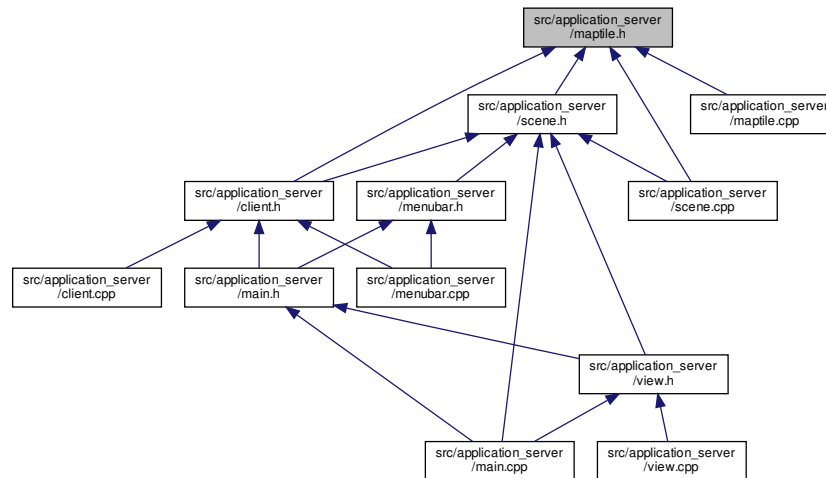 src/application_server
/maptile.h
src/application_server
/scene.h
src/application_server
/maptile.cpp
src/application_server
/client.h
src/application_server
/menubar.h
src/application_server
/scene.cpp
src/application_server
/client.cpp
src/application_server
/main.h
src/application_server
/menubar.cpp
src/application_server
/view.h
src/application_server
/main.cpp
src/application_server
/view.cpp